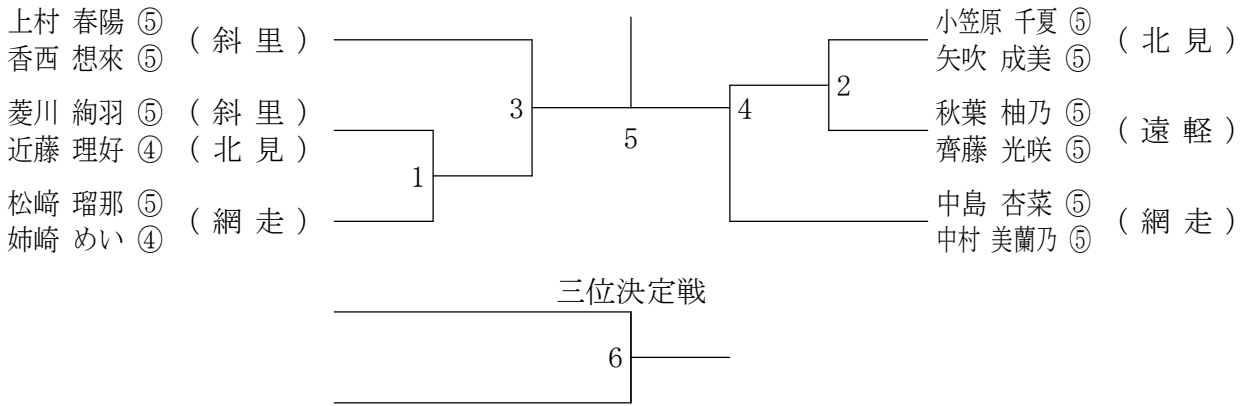 上村 春陽 ⑤
香西 想來 ⑤
( 斜 里 )
菱川 絢羽 ⑤ ( 斜 里 )
近藤 理好 ④ ( 北 見 )
松﨑 瑠那 ⑤
姉崎 めい ④
( 網 走 )
1
3
5
4
2
小笠原 千夏 ⑤
矢吹 成美 ⑤
( 北 見 )
秋葉 柚乃 ⑤
齊藤 光咲 ⑤
( 遠 軽 )
中島 杏菜 ⑤
中村 美蘭乃 ⑤
( 網 走 )
三位決定戦
6